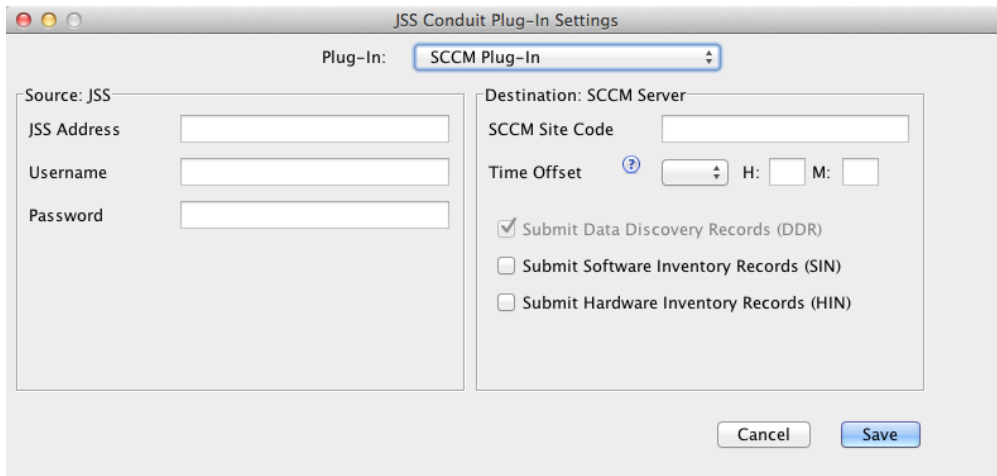 JSS Conduit Plug-In Settings
Plug-In: SCCM Plug-In
Source: JSS
JSS Address
Username
Password
Destination: SCCM Server
SCCM Site Code
Time Offset ? H: M:
Submit Data Discovery Records (DDR)
Submit Software Inventory Records (SIN)
Submit Hardware Inventory Records (HIN)
Cancel Save